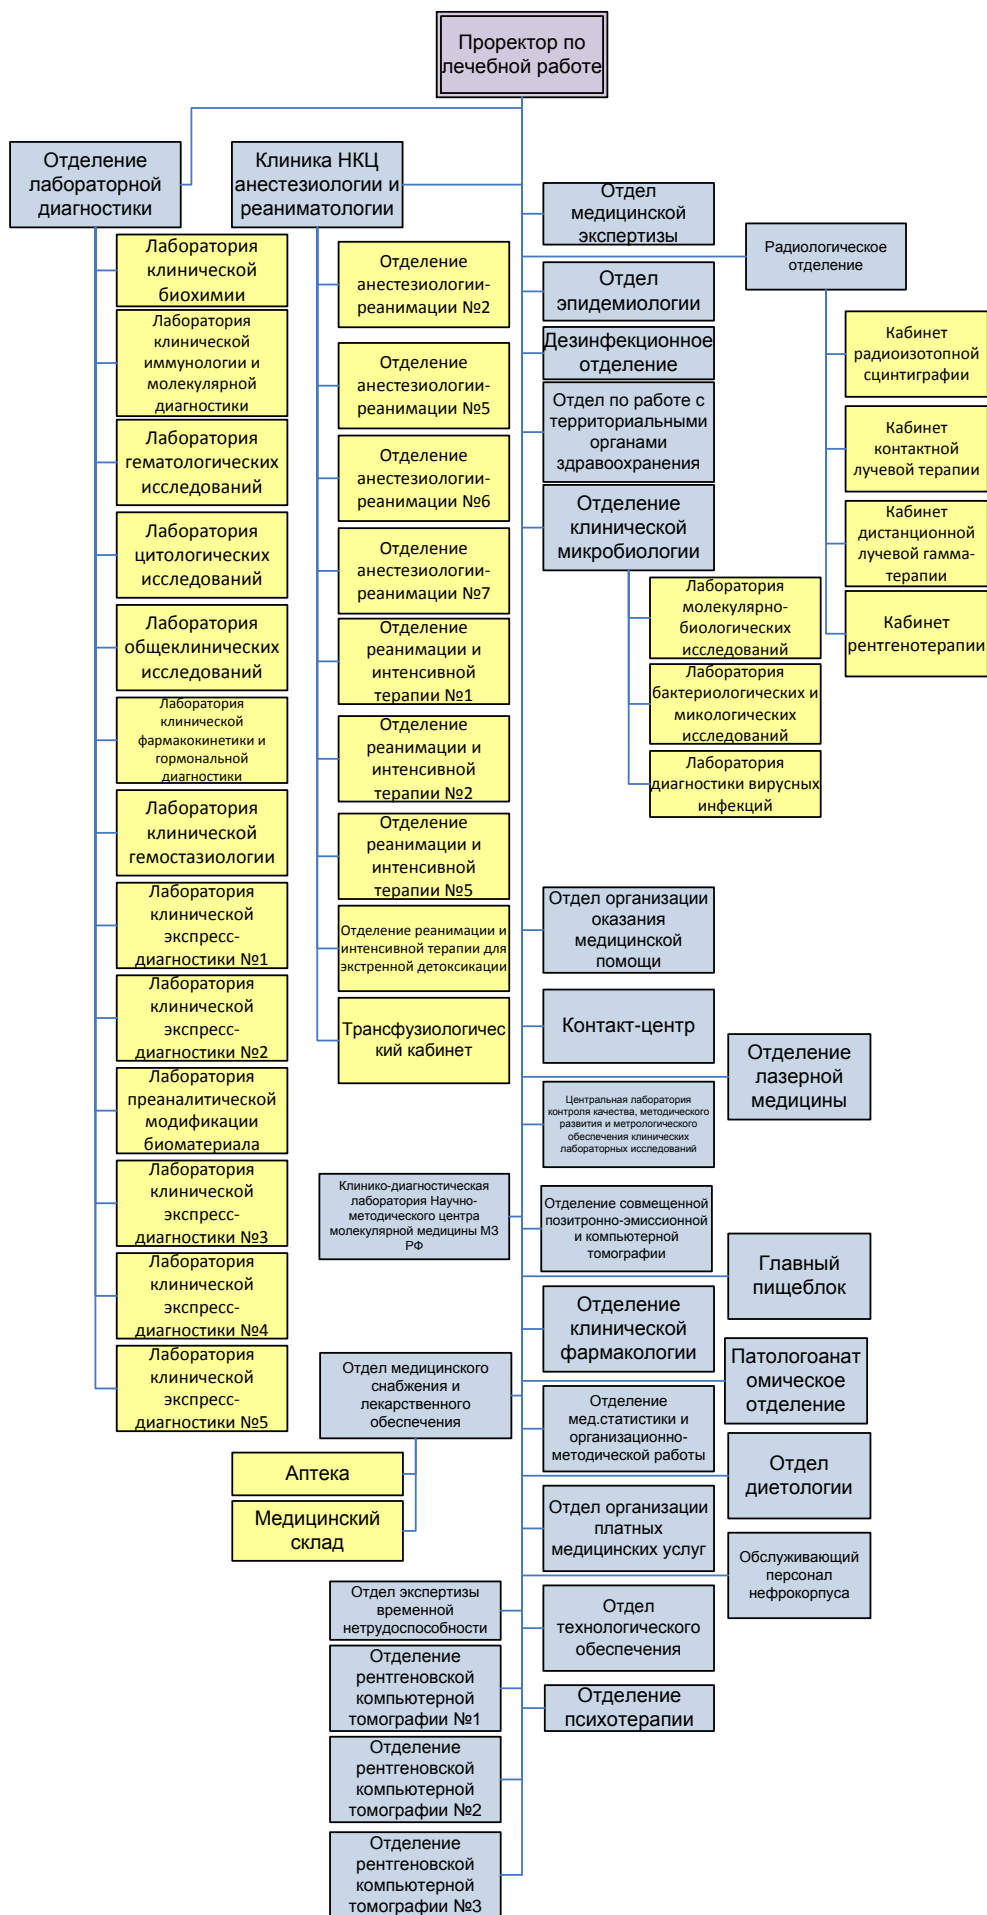 Проректор по
лечебной работе
Отделение
лабораторной
диагностики
Лаборатория
клинической
биохимии
Лаборатория
клинической
иммунологии и
молекулярной
диагностики
Лаборатория
гематологических
исследований
Лаборатория
цитологических
исследований
Лаборатория
общеклинических
исследований
Лаборатория
клинической
фармакокинетики и
гормональной
диагностики
Лаборатория
клинической
гемостазиологии
Лаборатория
клинической
экспресс-
диагностики №1
Лаборатория
клинической
экспресс-
диагностики №2
Лаборатория
преаналитической
модификации
биоматериала
Лаборатория
клинической
экспресс-
диагностики №3
Лаборатория
клинической
экспресс-
диагностики №4
Лаборатория
клинической
экспресс-
диагностики №5
Клиника НКЦ
анестезиологии и
реаниматологии
Отделение
анестезиологии-
реанимации №2
Отделение
анестезиологии-
реанимации №5
Отделение
анестезиологии-
реанимации №6
Отделение
анестезиологии-
реанимации №7
Отделение
реанимации и
интенсивной
терапии №1
Отделение
реанимации и
интенсивной
терапии №2
Отделение
реанимации и
интенсивной
терапии №5
Отделение реанимации и
интенсивной терапии для
экстренной детоксикации
Трансфузиологичес
кий кабинет
Отдел
медицинской
экспертизы
Радиологическое
отделение
Кабинет
радиоизотопной
сцинтиграфии
Кабинет
контактной
лучевой терапии
Кабинет
дистанционной
лучевой гамма-
терапии
Кабинет
рентгенотерапии
Отдел
эпидемиологии
Дезинфекционное
отделение
Отдел по работе с
территориальными
органами
здравоохранения
Отделение
клинической
микробиологии
Лаборатория
молекулярно-
биологических
исследований
Лаборатория
бактериологических и
микологических
исследований
Лаборатория
диагностики вирусных
инфекций
Отдел организации
оказания
медицинской
помощи
Контакт-центр
Отделение
лазерной
медицины
Центральная лаборатория
контроля качества, методического
развития и метрологического
обеспечения клинических
лабораторных исследований
Клинико-диагностическая
лаборатория Научно-
методического центра
молекулярной медицины МЗ
РФ
Отделение совмещенной
позитронно-эмиссионной
и компьютерной
томографии
Главный
пищеблок
Отделение
клинической
фармакологии
Патологоанат
омическое
отделение
Отдел медицинского
снабжения и
лекарственного
обеспечения
Аптека
Медицинский
склад
Отделение
мед.статистики и
организационно-
методической работы
Отдел
диетологии
Отдел организации
платных
медицинских услуг
Обслуживающий
персонал
нефрокорпуса
Отдел экспертизы
временной
нетрудоспособности
Отдел
технологического
обеспечения
Отделение
рентгеновской
компьютерной
томографии №1
Отделение
психотерапии
Отделение
рентгеновской
компьютерной
томографии №2
Отделение
рентгеновской
компьютерной
томографии №3